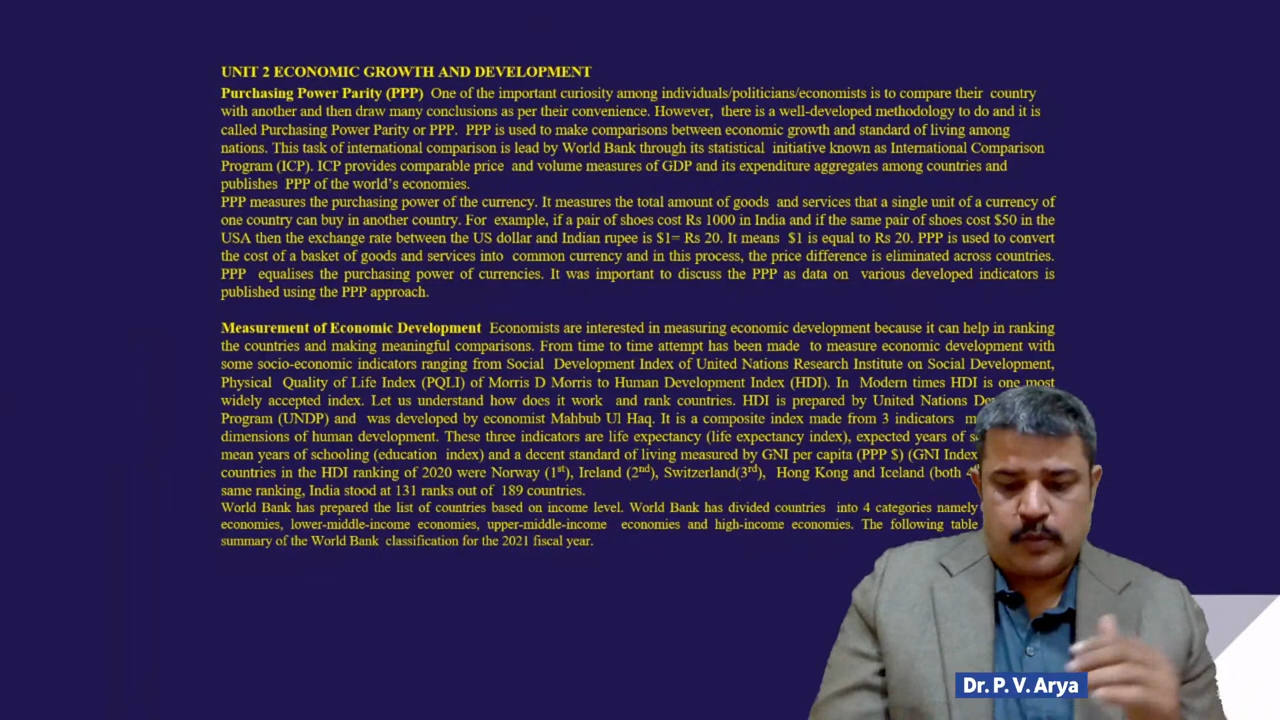 UNIT 2 ECONOMIC GROWTH AND DEVELOPMENT
Purchasing Power Parity (PPP) One of the important curiosity among individuals/politicians/economists is to compare their country
with another and then draw many conclusions as per their convenience. However, there is a well-developed methodology to do and it is
called Purchasing Power Parity or PPP. PPP is used to make comparisons between economic growth and standard of living among
nations. This task of international comparison is lead by World Bank through its statistical initiative known as International Comparison
Program (ICP). ICP provides comparable price and volume measures of GDP and its expenditure aggregates among countries and
publishes PPP of the world's economies.
PPP measures the purchasing power of the currency. It measures the total amount of goods and services that a single unit of a currency of
one country can buy in another country. For example, if a pair of shoes cost Rs 1000 in India and if the same pair of shoes cost $50 in the
USA then the exchange rate between the US dollar and Indian rupee is $1= Rs 20. It means $1 is equal to Rs 20. PPP is used to convert
the cost of a basket of goods and services into common currency and in this process, the price difference is eliminated across countries.
PPP equalises the purchasing power of currencies. It was important to discuss the PPP as data on various developed indicators is
published using the PPP approach.
Measurement of Economic Development Economists are interested in measuring economic development because it can help in ranking
the countries and making meaningful comparisons. From time to time attempt has been made to measure economic development with
some socio-economic indicators ranging from Social Development Index of United Nations Research Institute on Social Development,
Physical Quality of Life Index (PQLI) of Morris D Morris to Human Development Index (HDI). In Modern times HDI is one most
widely accepted index. Let us understand how does it work and rank countries. HDI is prepared by United Nations
Program (UNDP) and was developed by economist Mahbub Ul Haq. It is a composite index made from 3 indicators
dimensions of human development. These three indicators are life expectancy (life expectancy index), expected years of
mean years of schooling (education index) and a decent standard of living measured by GNI per capita (PPP $) (GNI Index
countries in the HDI ranking of 2020 were Norway (1st), Ireland (2nd), Switzerland(3rd), Hong Kong and Iceland (both
same ranking, India stood at 131 ranks out of 189 countries.
World Bank has prepared the list of countries based on income level. World Bank has divided countries into 4 categories namely
economies, lower-middle-income economies, upper-middle-income economies and high-income economies. The following table
summary of the World Bank classification for the 2021 fiscal year.
Dr. P. V. Arya